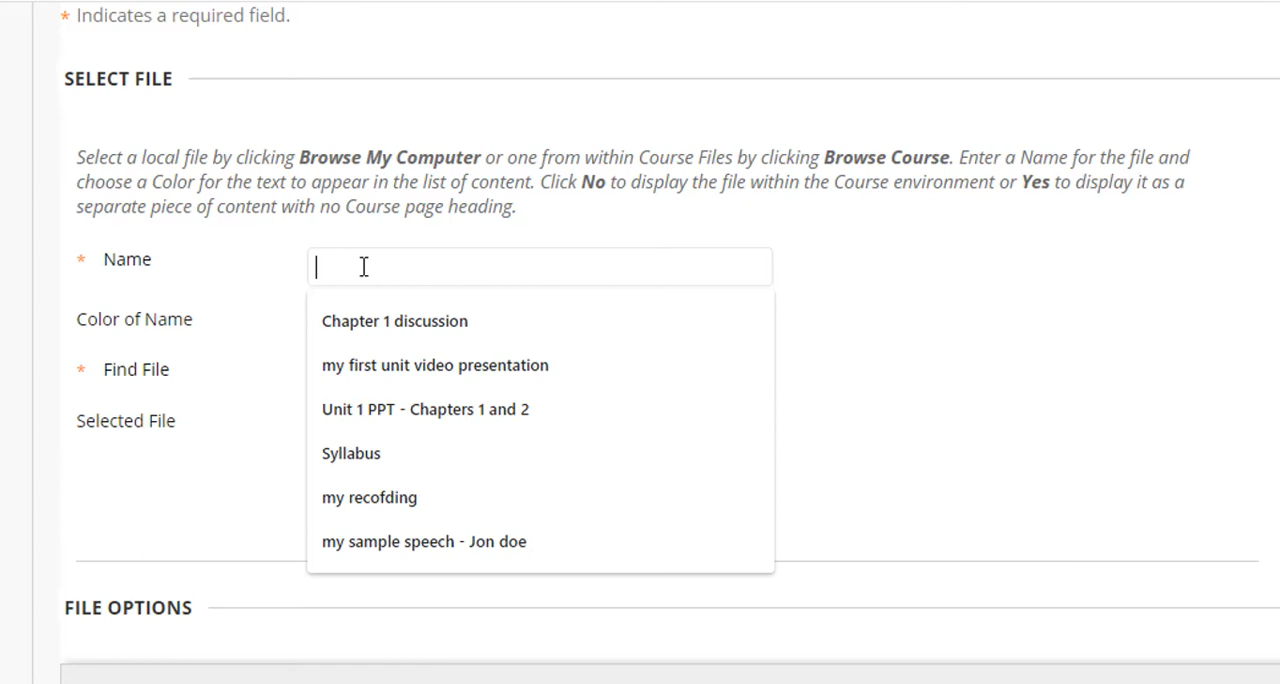 * Indicates a required field.
SELECT FILE
Select a local file by clicking Browse My Computer or one from within Course Files by clicking Browse Course. Enter a Name for the file and
choose a Color for the text to appear in the list of content. Click No to display the file within the Course environment or Yes to display it as a
separate piece of content with no Course page heading.
* Name
Color of Name
* Find File
Selected File
Chapter 1 discussion
my first unit video presentation
Unit 1 PPT - Chapters 1 and 2
Syllabus
my recofding
my sample speech - Jon doe
FILE OPTIONS